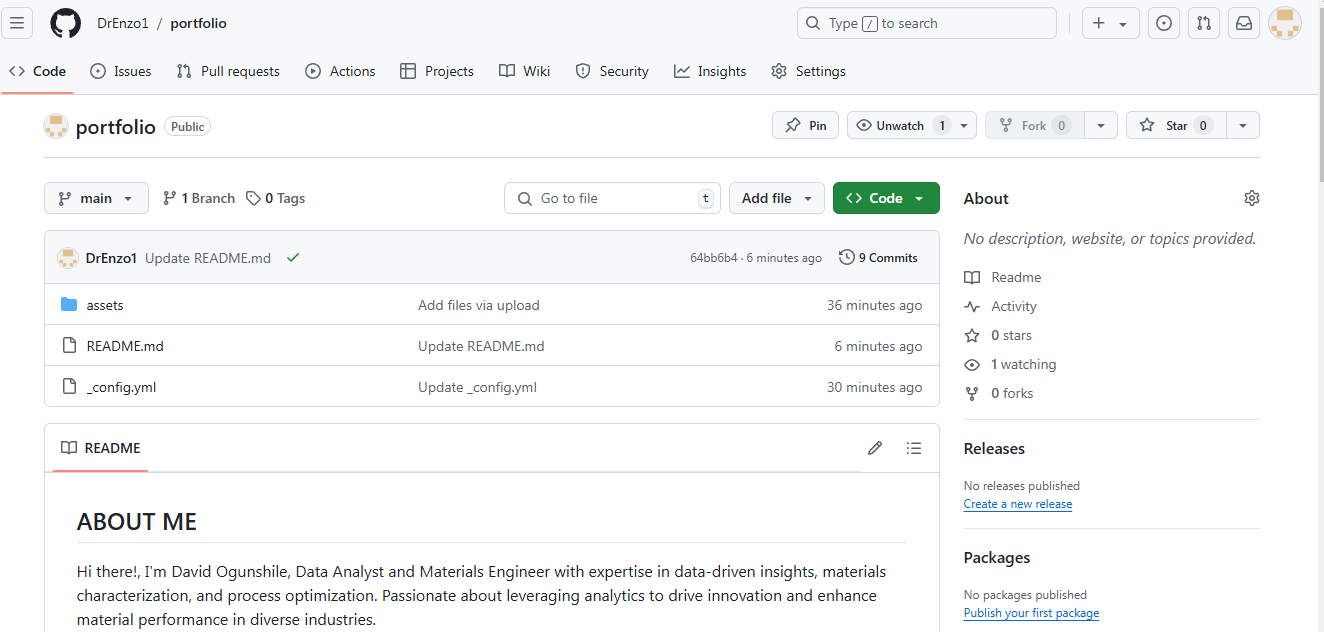 DrEnzo1 / portfolio
Type / to search
Code Issues Pull requests Actions Projects Wiki Security Insights Settings
portfolio Public
Pin Unwatch 1 Fork 0 Star 0
main 1 Branch 0 Tags
Go to file t Add file Code
DrEnzo1 Update README.md 64bb6b4 · 6 minutes ago 9 Commits
assets Add files via upload 36 minutes ago
README.md Update README.md 6 minutes ago
_config.yml Update _config.yml 30 minutes ago
README
ABOUT ME
Hi there!, I'm David Ogunshile, Data Analyst and Materials Engineer with expertise in data-driven insights, materials
characterization, and process optimization. Passionate about leveraging analytics to drive innovation and enhance
material performance in diverse industries.
About
No description, website, or topics provided.
Readme
Activity
0 stars
1 watching
0 forks
Releases
No releases published
Create a new release
Packages
No packages published
Publish your first package